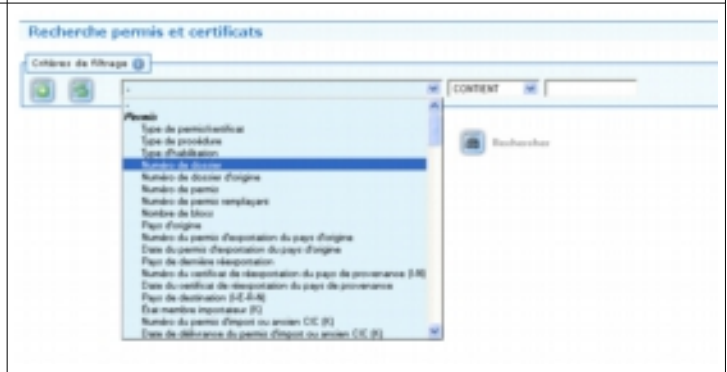 Recherche permis et certificats
Critères de filtrage
-
CONTIENT
-
Permis
Type de permis/certificat
Type de procédure
Type d'habilitation
Numéro de dossier
Numéro de dossier d'origine
Numéro de permis
Numéro de permis remplaçant
Nombre de blocs
Pays d'origine
Numéro du permis d'exportation du pays d'origine
Date du permis d'exportation du pays d'origine
Pays de dernière réexportation
Numéro du certificat de réexportation du pays de provenance (I-N)
Date du certificat de réexportation du pays de provenance
Pays de destination (I-E-R-N)
État membre importateur (K)
Numéro du permis d'import ou ancien CIC (K)
Date de délivrance du permis d'import ou ancien CIC (K)
Rechercher